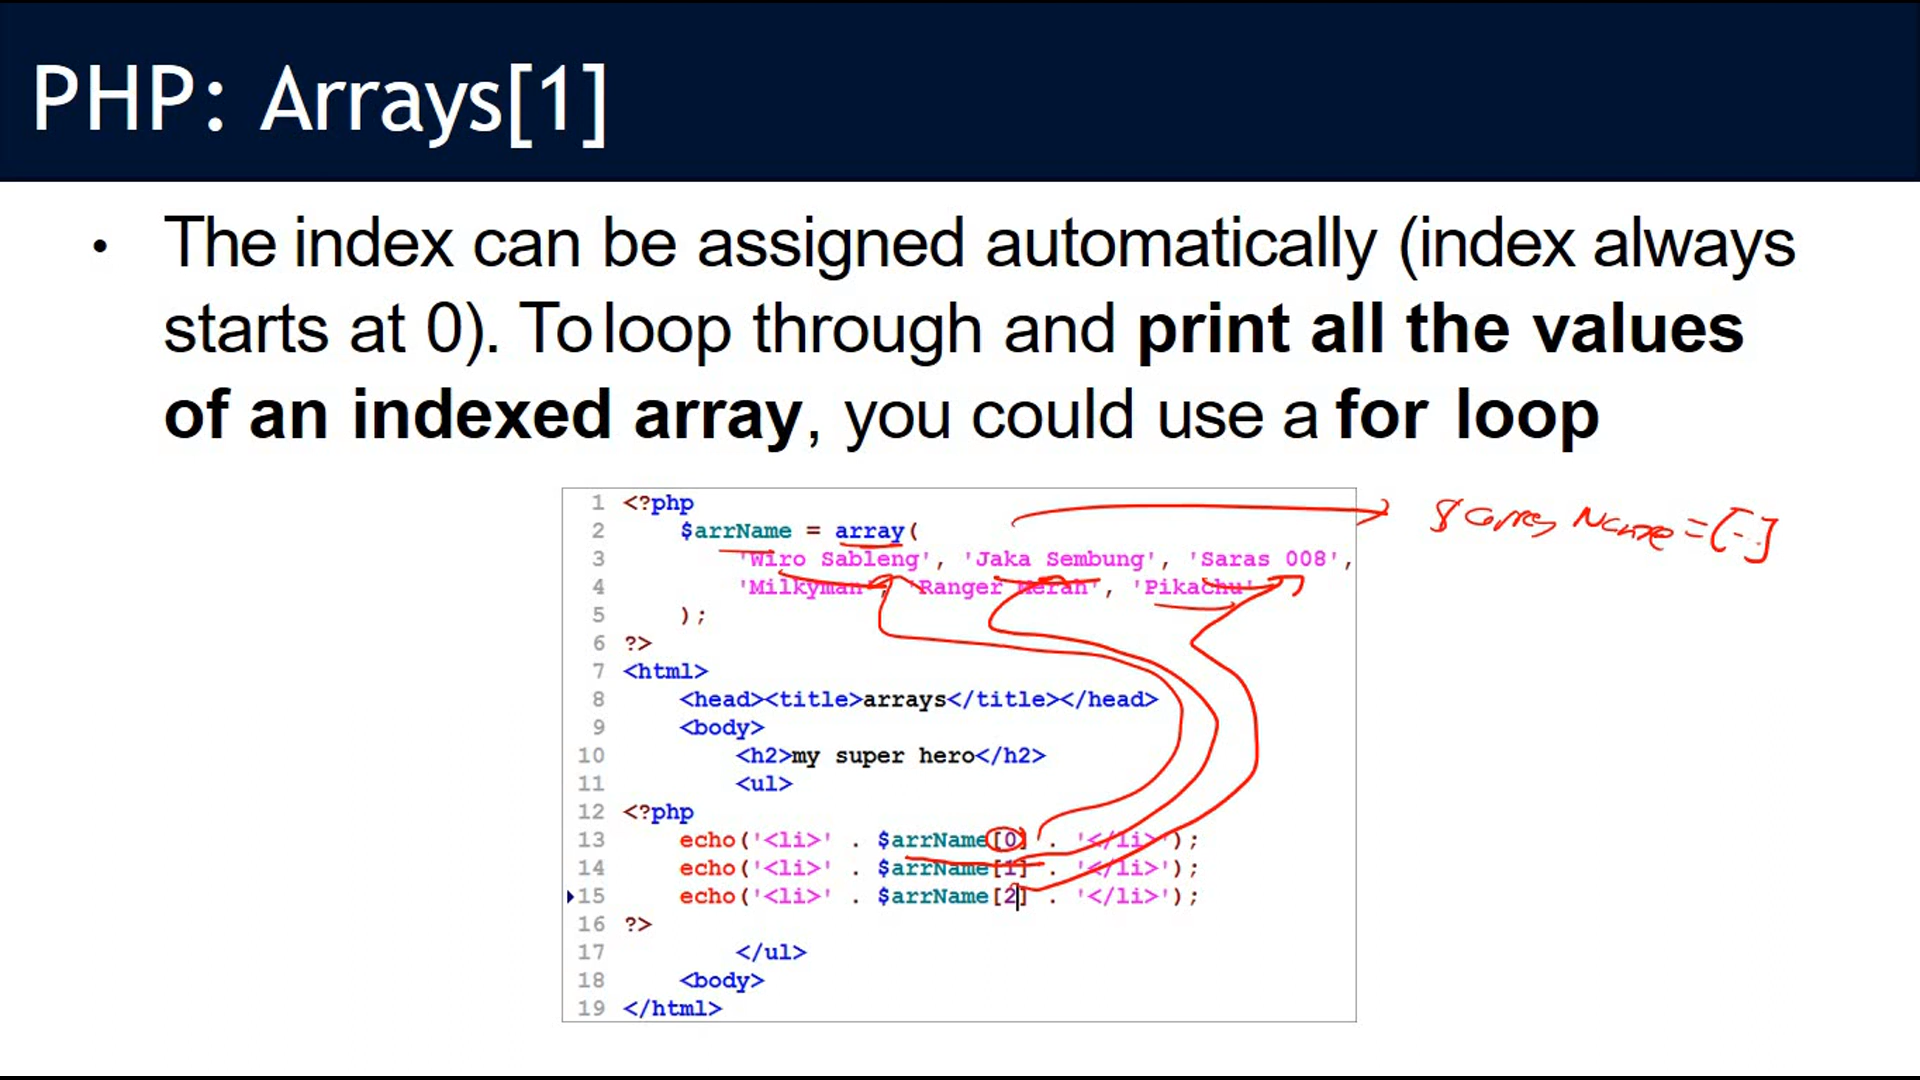 PHP: Arrays[1]
• The index can be assigned automatically (index always
starts at 0). To loop through and print all the values
of an indexed array, you could use a for loop
1 <?php
2 $arrName = array(
3 'Wiro Sableng', 'Jaka Sembung', 'Saras 008',
4 'Milkyman', 'Ranger Merah', 'Pikachu'
5 );
6 ?>
7 <html>
8 <head><title>arrays</title></head>
9 <body>
10 <h2>my super hero</h2>
11 <ul>
12 <?php
13 echo('<li>' . $arrName[0] . '</li>');
14 echo('<li>' . $arrName[1] . '</li>');
15 echo('<li>' . $arrName[2] . '</li>');
16 ?>
17 </ul>
18 <body>
19 </html>
Name = [--]